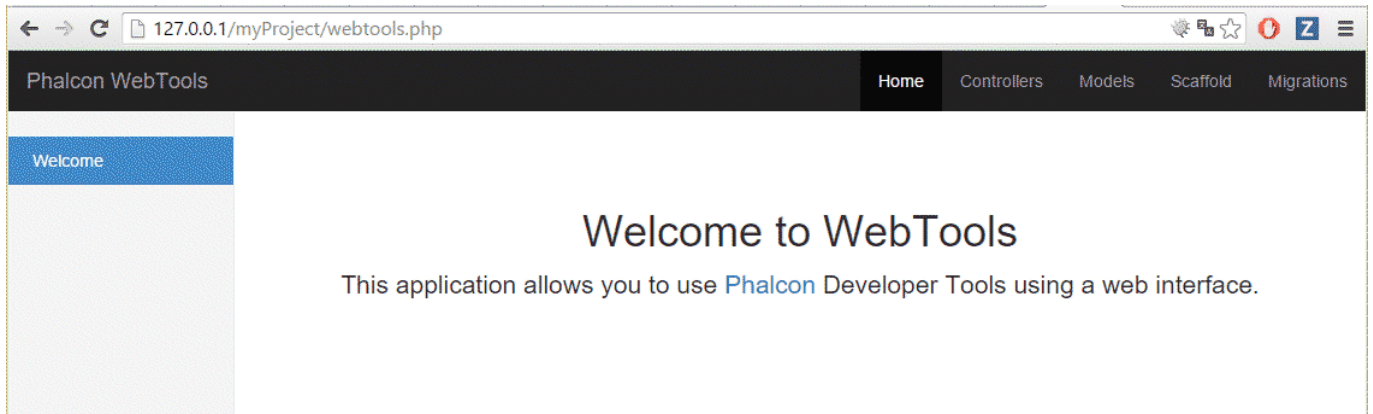 127.0.0.1/myProject/webtools.php
Phalcon WebTools Home Controllers Models Scaffold Migrations
Welcome
Welcome to WebTools
This application allows you to use Phalcon Developer Tools using a web interface.